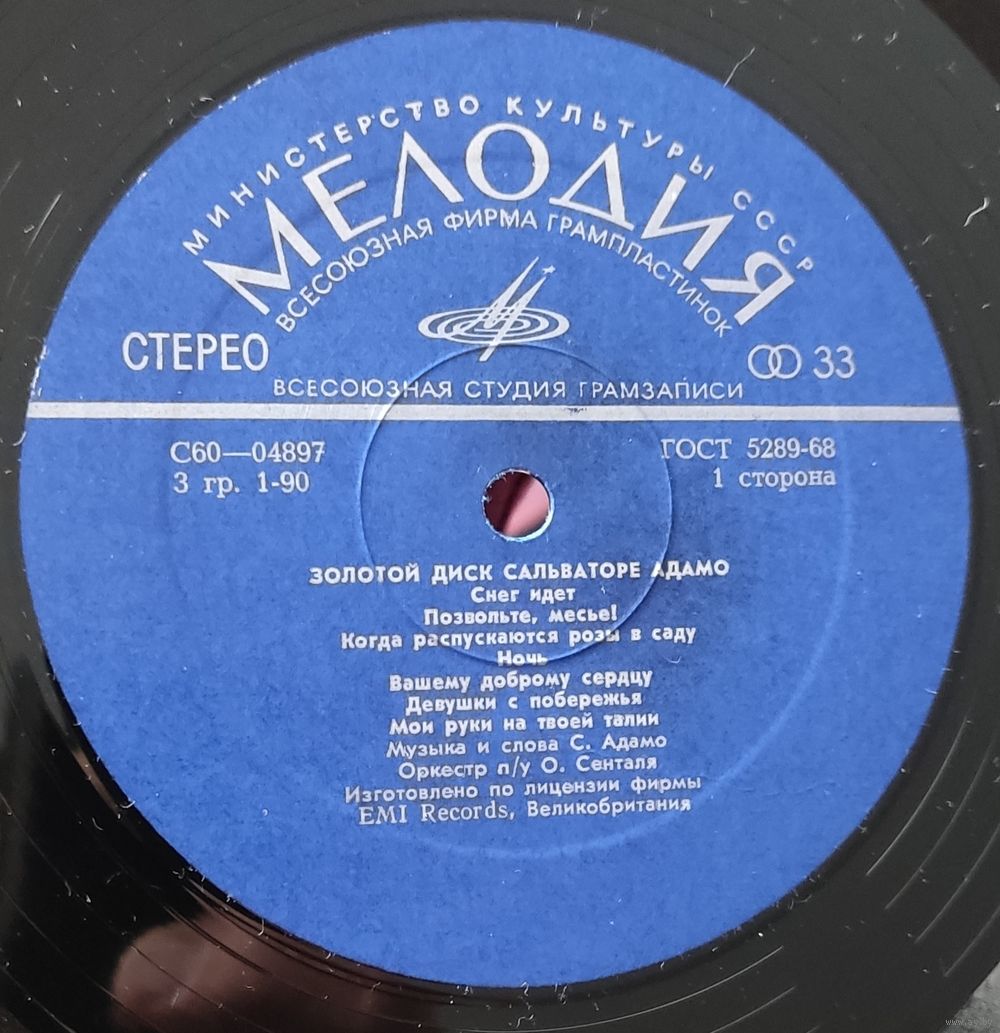 МИНИСТЕРСТВО КУЛЬТУРЫ СССР
МЕЛОДИЯ
ВСЕСОЮЗНАЯ ФИРМА ГРАМПЛАСТИНОК
СТЕРЕО
33
ВСЕСОЮЗНАЯ СТУДИЯ ГРАМЗАПИСИ
С60—04897
ГОСТ 5289-68
3 гр. 1-90
1 сторона
ЗОЛОТОЙ ДИСК САЛЬВАТОРЕ АДАМО
Снег идет
Позвольте, месье!
Когда распускаются розы в саду
Ночь
Вашему доброму сердцу
Девушки с побережья
Мои руки на твоей талии
Музыка и слова С. Адамо
Оркестр п/у О. Сенталя
Изготовлено по лицензии фирмы
EMI Records, Великобритания
www.ay.by